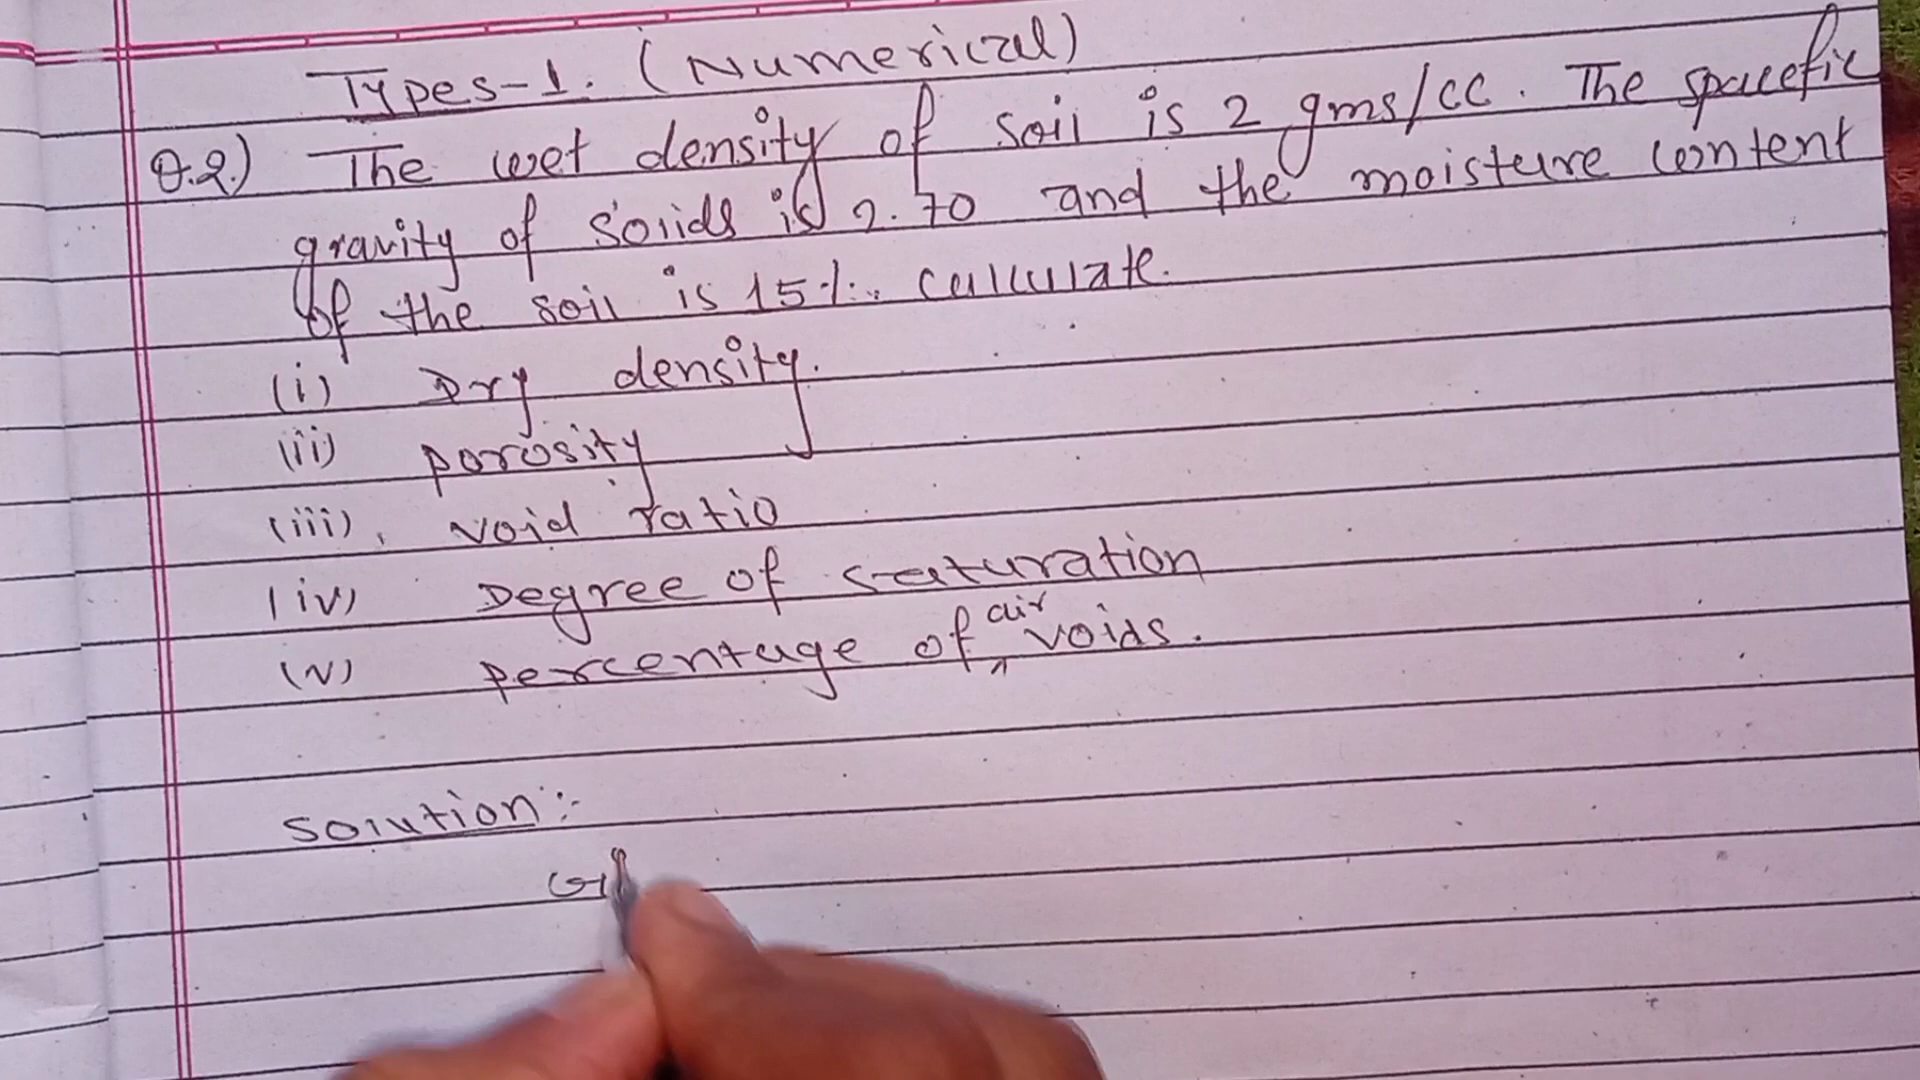 Types-1. (Numerical)
Q.2.) The wet density of soil is 2 gms/cc. The spacefic
gravity of solids is 2.70 and the moisture content
of the soil is 15%. calculate.
(i) Dry density.
(ii) porosity
(iii), void ratio
(iv) Degree of saturation
(v) percentage of air voids.
Solution :-
Gi